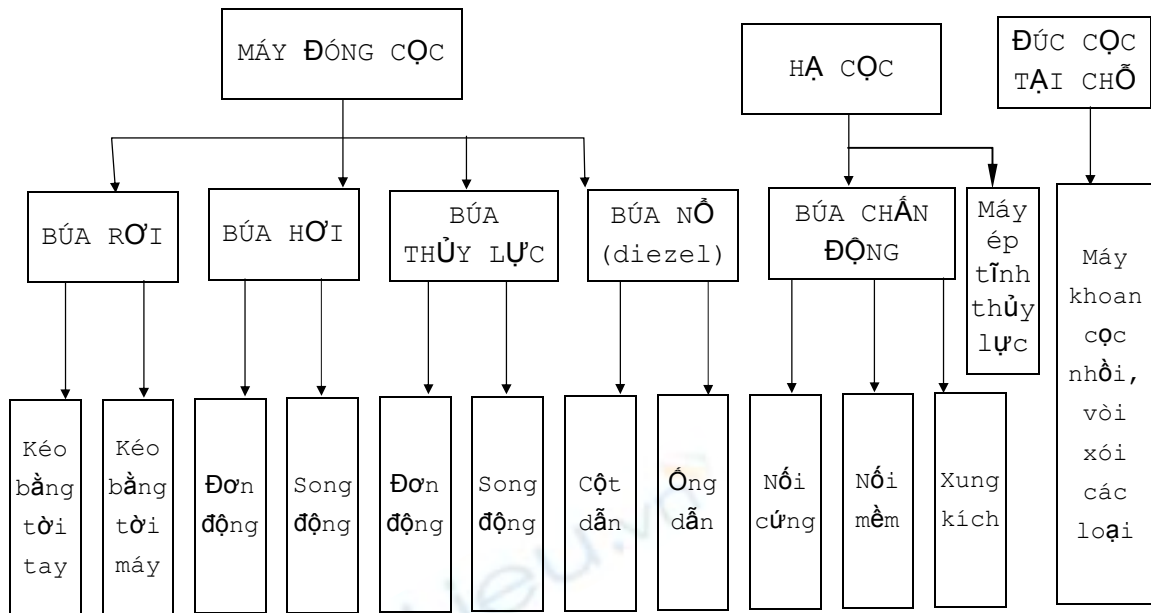 MÁY ĐÓNG CỌC
HẠ CỌC
ĐÚC CỌC
TẠI CHỖ
BÚA RƠI
BÚA HƠI
BÚA
THỦY LỰC
BÚA NỔ
(diezel)
BÚA CHẤN
ĐỘNG
Máy
ép
tĩnh
thủy
lực
Máy
khoan
cọc
nhồi,
vòi
xói
các
loại
Kéo
bằng
tời
tay
Kéo
bằng
tời
máy
Đơn
động
Song
động
Đơn
động
Song
động
Cột
dẫn
Ống
dẫn
Nối
cứng
Nối
mềm
Xung
kích
ieu.vn